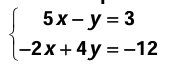 5x – y = 3
–2x + 4y = –12